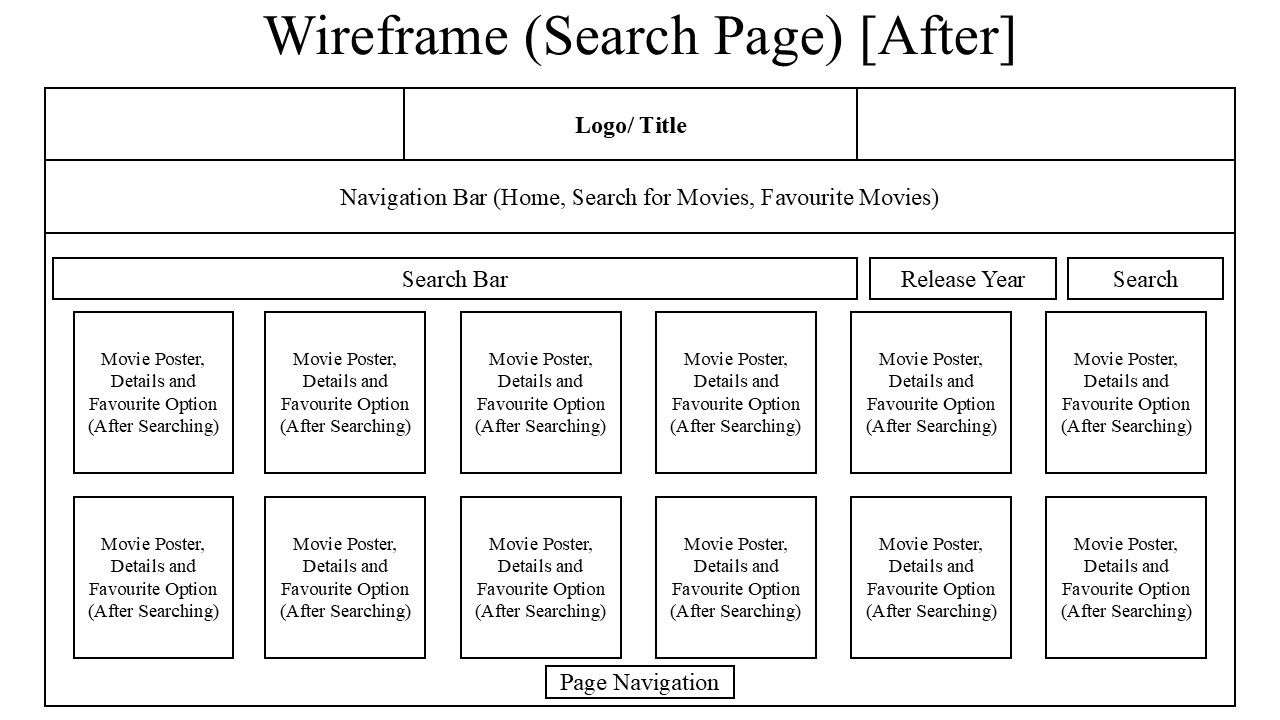 Wireframe (Search Page) [After]
Logo/ Title
Navigation Bar (Home, Search for Movies, Favourite Movies)
Search Bar
Release Year
Search
Movie Poster,
Details and
Favourite Option
(After Searching)
Movie Poster,
Details and
Favourite Option
(After Searching)
Movie Poster,
Details and
Favourite Option
(After Searching)
Movie Poster,
Details and
Favourite Option
(After Searching)
Movie Poster,
Details and
Favourite Option
(After Searching)
Movie Poster,
Details and
Favourite Option
(After Searching)
Movie Poster,
Details and
Favourite Option
(After Searching)
Movie Poster,
Details and
Favourite Option
(After Searching)
Movie Poster,
Details and
Favourite Option
(After Searching)
Movie Poster,
Details and
Favourite Option
(After Searching)
Movie Poster,
Details and
Favourite Option
(After Searching)
Movie Poster,
Details and
Favourite Option
(After Searching)
Page Navigation